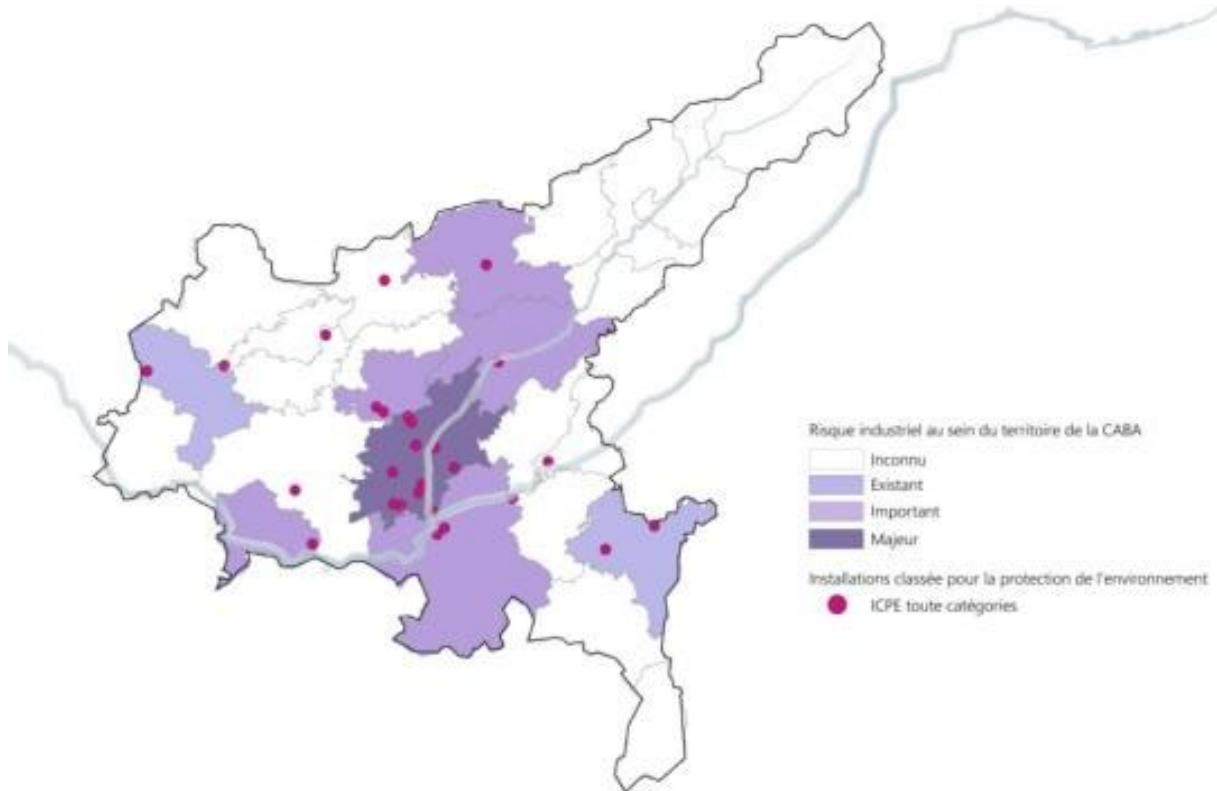 Risque industriel au sein du territoire de la CABA
Inconnu
Existant
Important
Majeur
Installations classée pour la protection de l'environnement
ICPE toute catégories